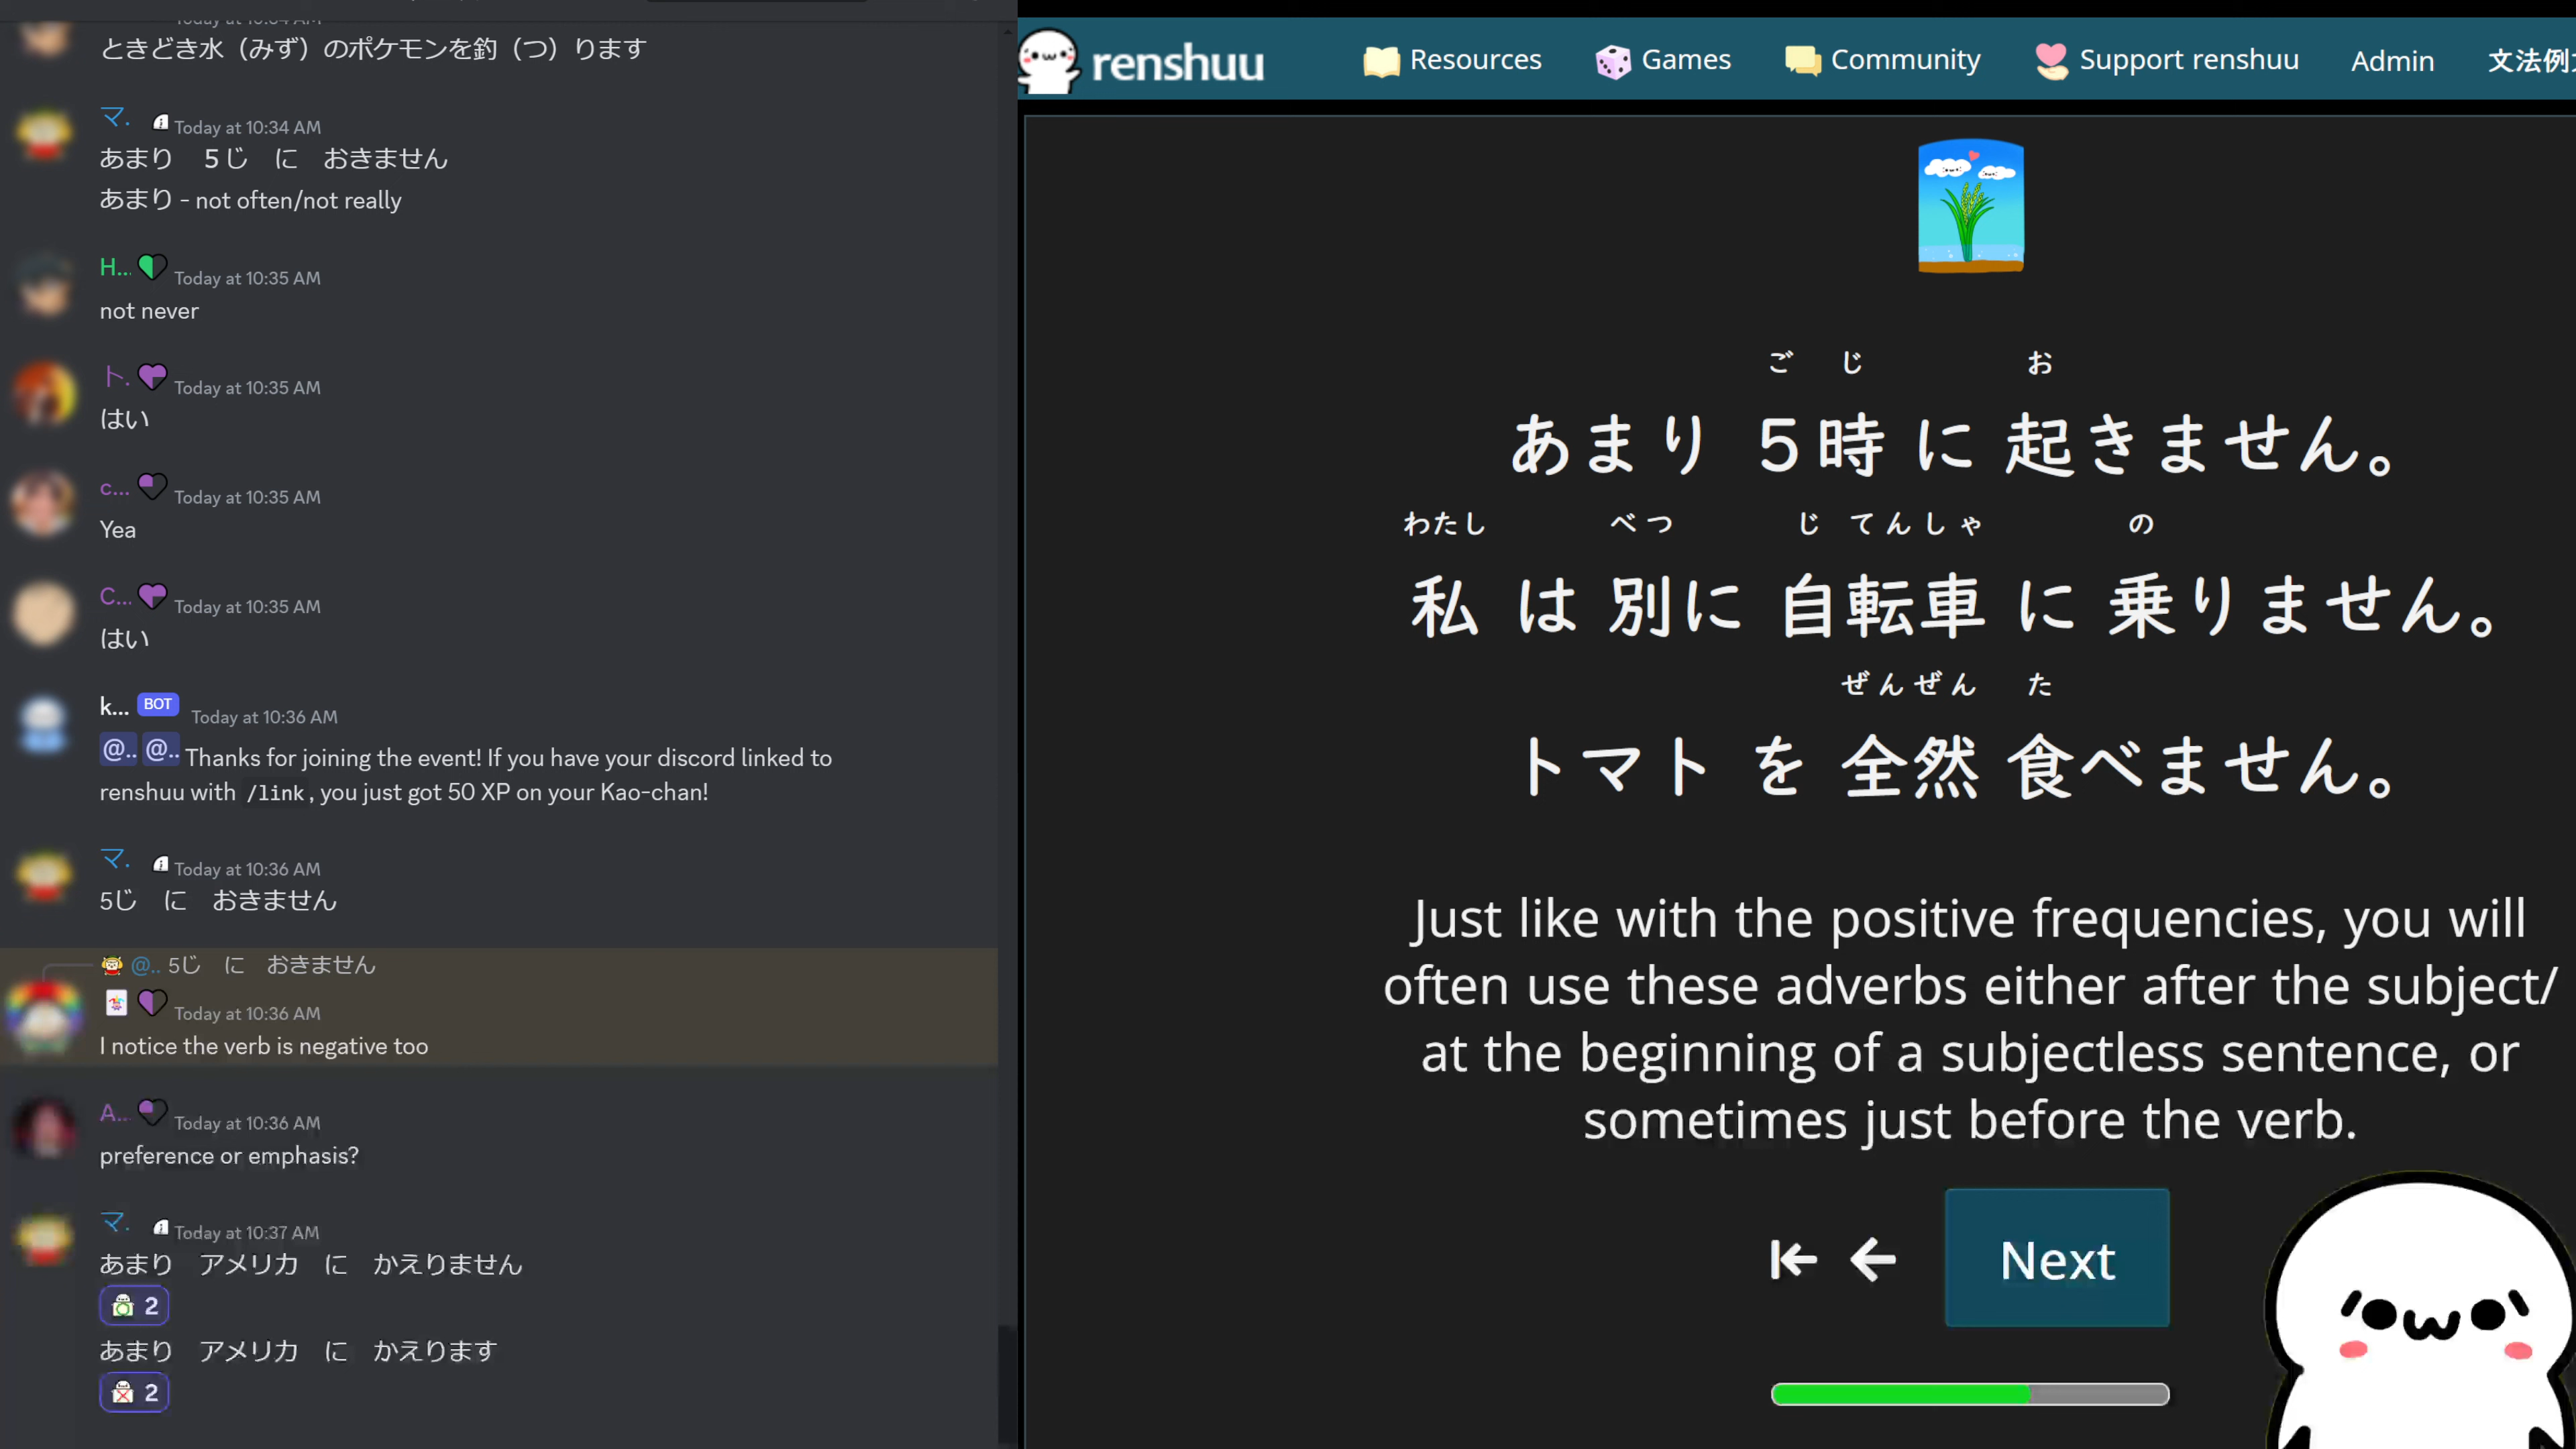 ときどき水（みず）のポケモンを釣（つ）ります
マ. Today at 10:34 AM
あまり　５じ　に　おきません
あまり - not often/not really
H... Today at 10:35 AM
not never
ト. Today at 10:35 AM
はい
c... Today at 10:35 AM
Yea
C... Today at 10:35 AM
はい
k... BOT Today at 10:36 AM
@.. @.. Thanks for joining the event! If you have your discord linked to
renshuu with /link, you just got 50 XP on your Kao-chan!
マ. Today at 10:36 AM
5じ　に　おきません
@.. 5じ　に　おきません
Today at 10:36 AM
I notice the verb is negative too
A... Today at 10:36 AM
preference or emphasis?
マ. Today at 10:37 AM
あまり　アメリカ　に　かえりません
2
あまり　アメリカ　に　かえります
2
renshuu Resources Games Community Support renshuu Admin 文法例
ご じ お
あまり ５時 に 起きません。
わたし べつ じ てんしゃ の
私 は 別に 自転車 に 乗りません。
ぜんぜん た
トマト を 全然 食べません。
Just like with the positive frequencies, you will
often use these adverbs either after the subject/
at the beginning of a subjectless sentence, or
sometimes just before the verb.
Next